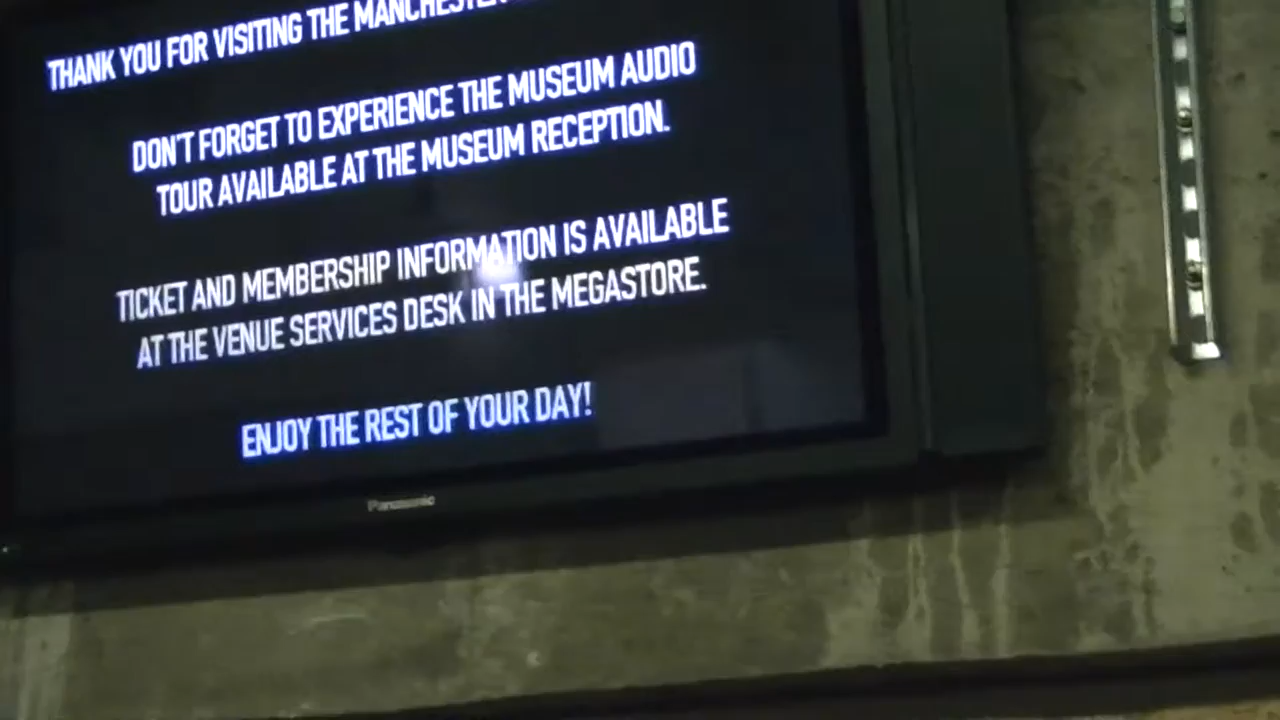 THANK YOU FOR VISITING THE MANCHESTER
DON'T FORGET TO EXPERIENCE THE MUSEUM AUDIO
TOUR AVAILABLE AT THE MUSEUM RECEPTION.
TICKET AND MEMBERSHIP INFORMATION IS AVAILABLE
AT THE VENUE SERVICES DESK IN THE MEGASTORE.
ENJOY THE REST OF YOUR DAY!
Panasonic